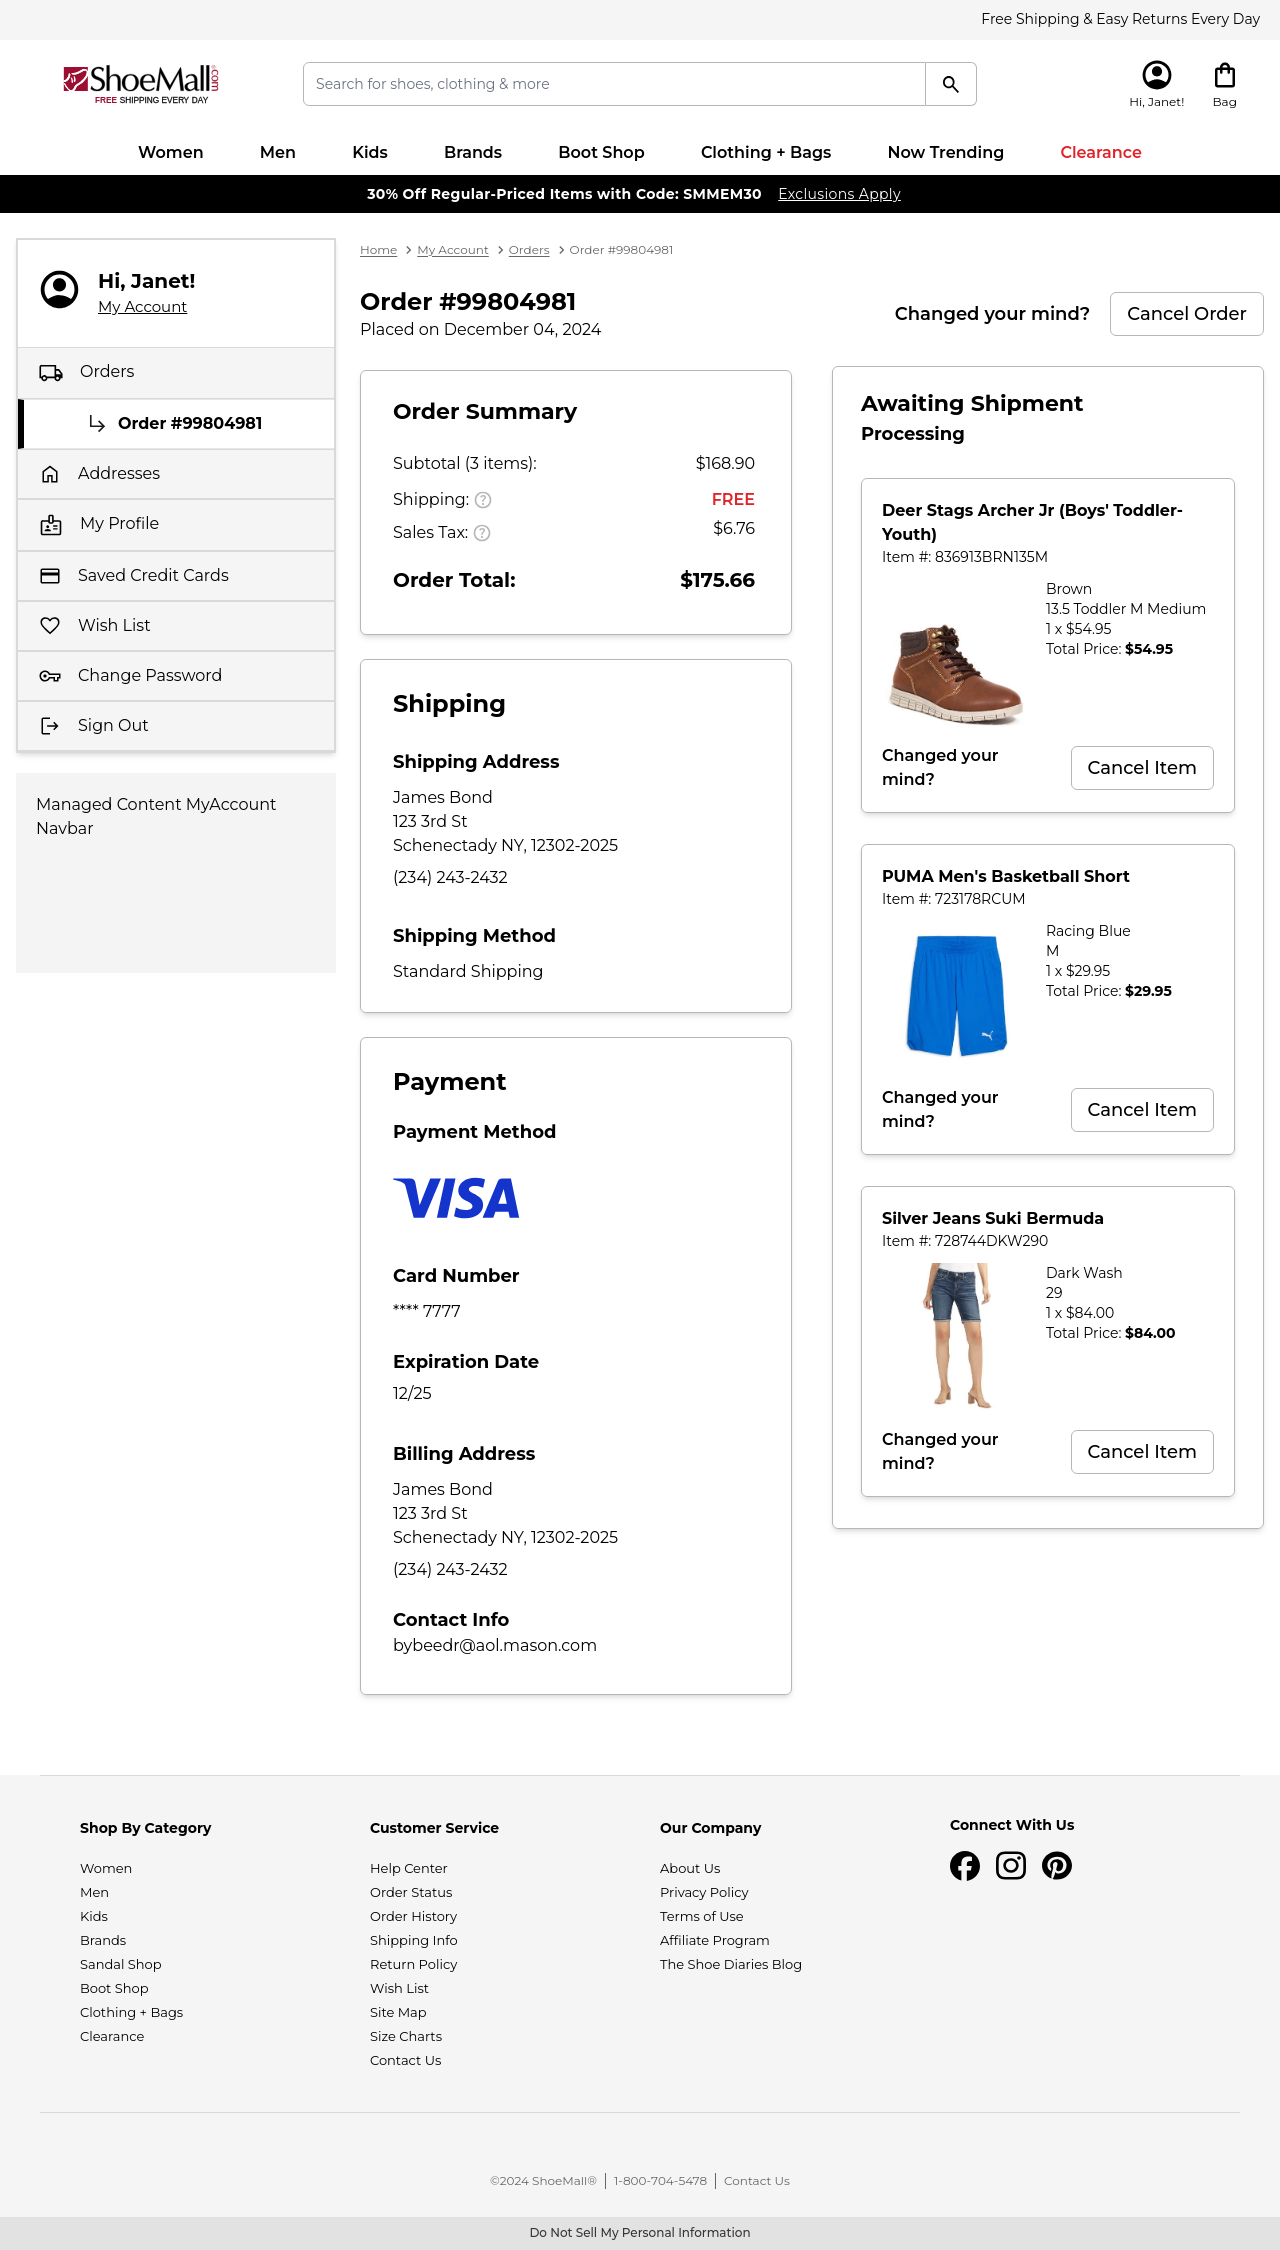 Free Shipping & Easy Returns Every Day
ShoeMall.com
FREE SHIPPING EVERY DAY
Search for shoes, clothing & more
Hi, Janet!
Bag
Women
Men
Kids
Brands
Boot Shop
Clothing + Bags
Now Trending
Clearance
30% Off Regular-Priced Items with Code: SMMEM30 Exclusions Apply
Hi, Janet!
My Account
Orders
Order #99804981
Addresses
My Profile
Saved Credit Cards
Wish List
Change Password
Sign Out
Managed Content MyAccount
Navbar
Home > My Account > Orders > Order #99804981
Order #99804981
Placed on December 04, 2024
Changed your mind?
Cancel Order
Order Summary
Subtotal (3 items): $168.90
Shipping: ? FREE
Sales Tax: ? $6.76
Order Total: $175.66
Shipping
Shipping Address
James Bond
123 3rd St
Schenectady NY, 12302-2025
(234) 243-2432
Shipping Method
Standard Shipping
Payment
Payment Method
VISA
Card Number
**** 7777
Expiration Date
12/25
Billing Address
James Bond
123 3rd St
Schenectady NY, 12302-2025
(234) 243-2432
Contact Info
bybeedr@aol.mason.com
Awaiting Shipment
Processing
Deer Stags Archer Jr (Boys' Toddler-
Youth)
Item #: 836913BRN135M
Brown
13.5 Toddler M Medium
1 x $54.95
Total Price: $54.95
Changed your
mind?
Cancel Item
PUMA Men's Basketball Short
Item #: 723178RCUM
Racing Blue
M
1 x $29.95
Total Price: $29.95
Changed your
mind?
Cancel Item
Silver Jeans Suki Bermuda
Item #: 728744DKW290
Dark Wash
29
1 x $84.00
Total Price: $84.00
Changed your
mind?
Cancel Item
Shop By Category
Women
Men
Kids
Brands
Sandal Shop
Boot Shop
Clothing + Bags
Clearance
Customer Service
Help Center
Order Status
Order History
Shipping Info
Return Policy
Wish List
Site Map
Size Charts
Contact Us
Our Company
About Us
Privacy Policy
Terms of Use
Affiliate Program
The Shoe Diaries Blog
Connect With Us
©2024 ShoeMall® | 1-800-704-5478 | Contact Us
Do Not Sell My Personal Information